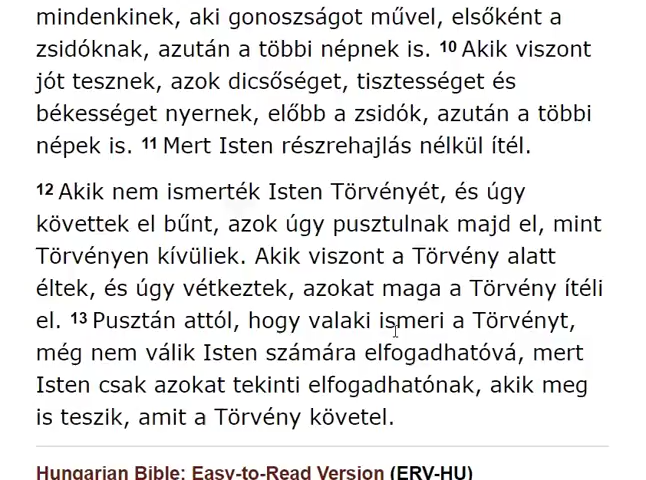 mindenkinek, aki gonoszságot művel, elsőként a
zsidóknak, azután a többi népnek is. 10 Akik viszont
jót tesznek, azok dicsőséget, tisztességet és
békességet nyernek, előbb a zsidók, azután a többi
népek is. 11 Mert Isten részrehajlás nélkül ítél.
12 Akik nem ismerték Isten Törvényét, és úgy
követtek el bűnt, azok úgy pusztulnak majd el, mint
Törvényen kívüliek. Akik viszont a Törvény alatt
éltek, és úgy vétkeztek, azokat maga a Törvény ítéli
el. 13 Pusztán attól, hogy valaki ismeri a Törvényt,
még nem válik Isten számára elfogadhatóvá, mert
Isten csak azokat tekinti elfogadhatónak, akik meg
is teszik, amit a Törvény követel.
Hungarian Bible: Easy-to-Read Version (ERV-HU)